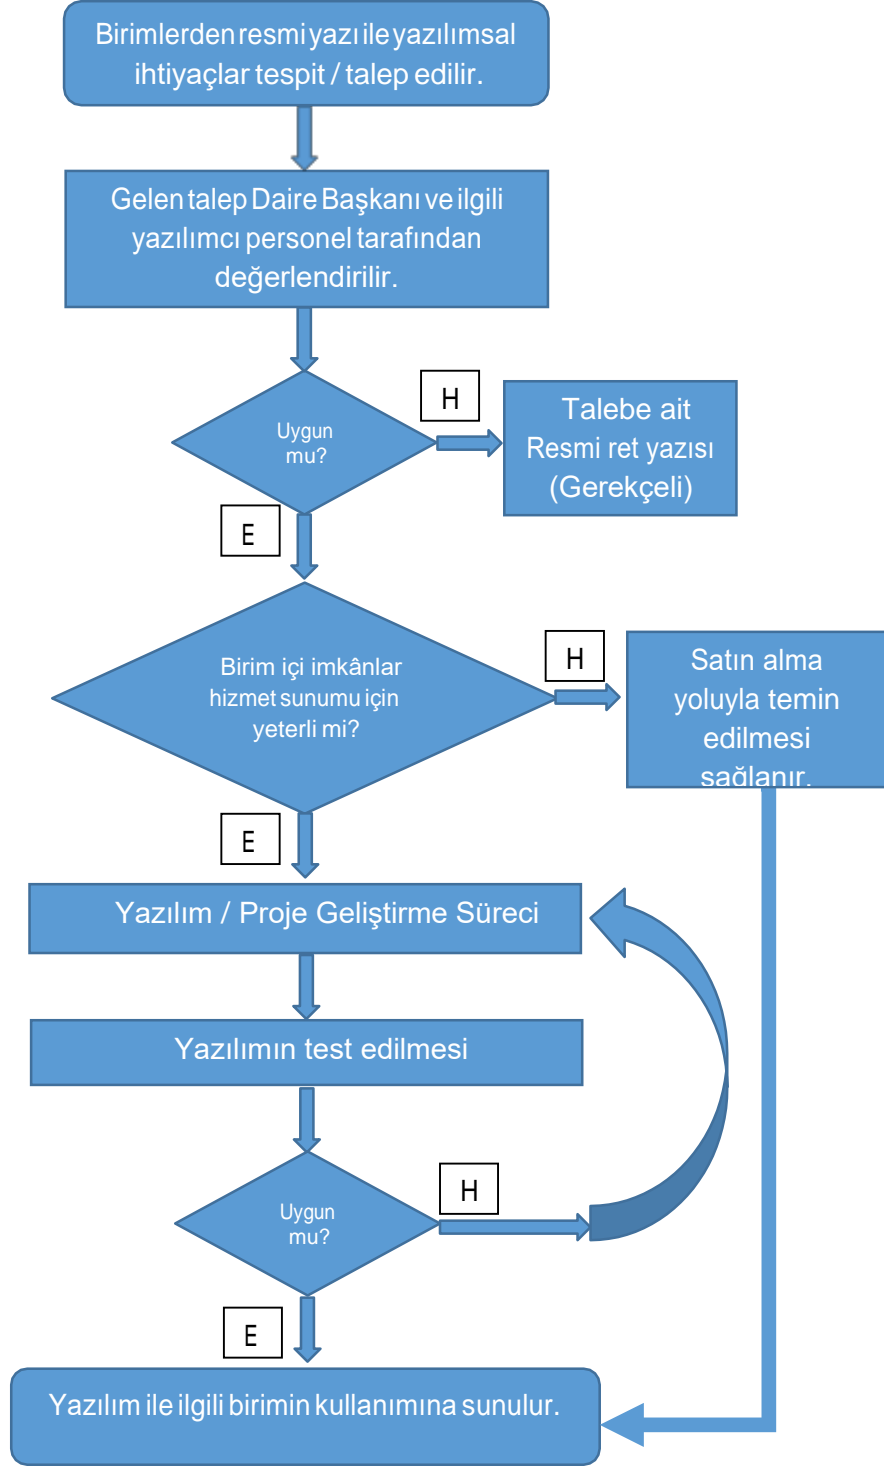 Birimlerden resmi yazı ile yazılımsal
ihtiyaçlar tespit / talep edilir.
Gelen talep Daire Başkanı ve ilgili
yazılımcı personel tarafından
değerlendirilir.
Uygun
mu?
H
Talebe ait
Resmi ret yazısı
(Gerekçeli)
E
Birim içi imkânlar
hizmet sunumu için
yeterli mi?
H
Satın alma
yoluyla temin
edilmesi
sağlanır.
E
Yazılım / Proje Geliştirme Süreci
Yazılımın test edilmesi
Uygun
mu?
H
E
Yazılım ile ilgili birimin kullanımına sunulur.